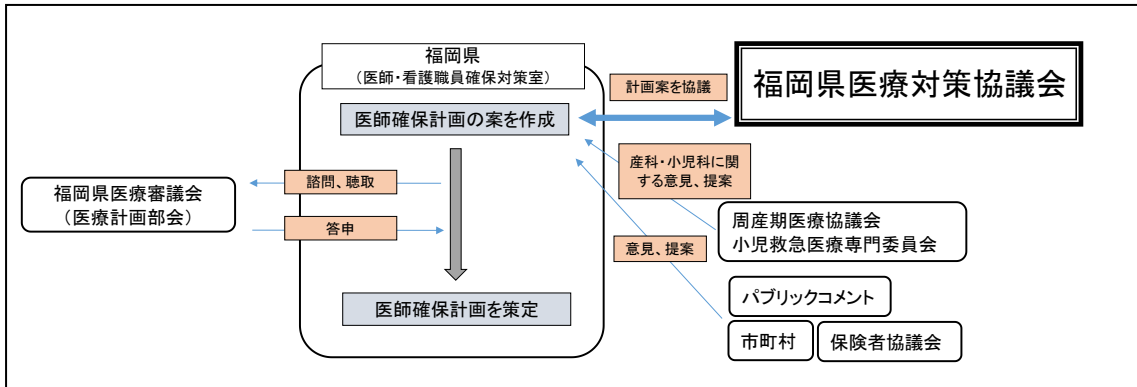 福岡県
（医師・看護職員確保対策室）
医師確保計画の案を作成
計画案を協議
福岡県医療対策協議会
産科・小児科に関
する意見、提案
諮問、聴取
福岡県医療審議会
（医療計画部会）
答申
周産期医療協議会
小児救急医療専門委員会
意見、提案
医師確保計画を策定
パブリックコメント
市町村
保険者協議会